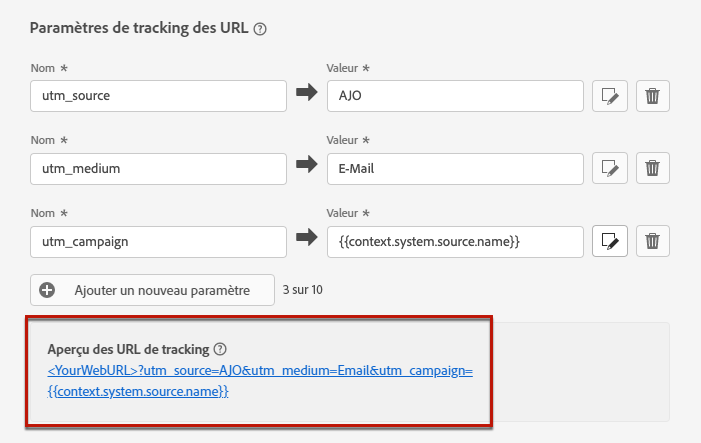 Paramètres de tracking des URL
Nom * Valeur *
utm_source AJO
Nom * Valeur *
utm_medium E-Mail
Nom * Valeur *
utm_campaign {{context.system.source.name}}
Ajouter un nouveau paramètre 3 sur 10
Aperçu des URL de tracking
<YourWebURL>?utm_source=AJO&utm_medium=Email&utm_campaign=
{{context.system.source.name}}